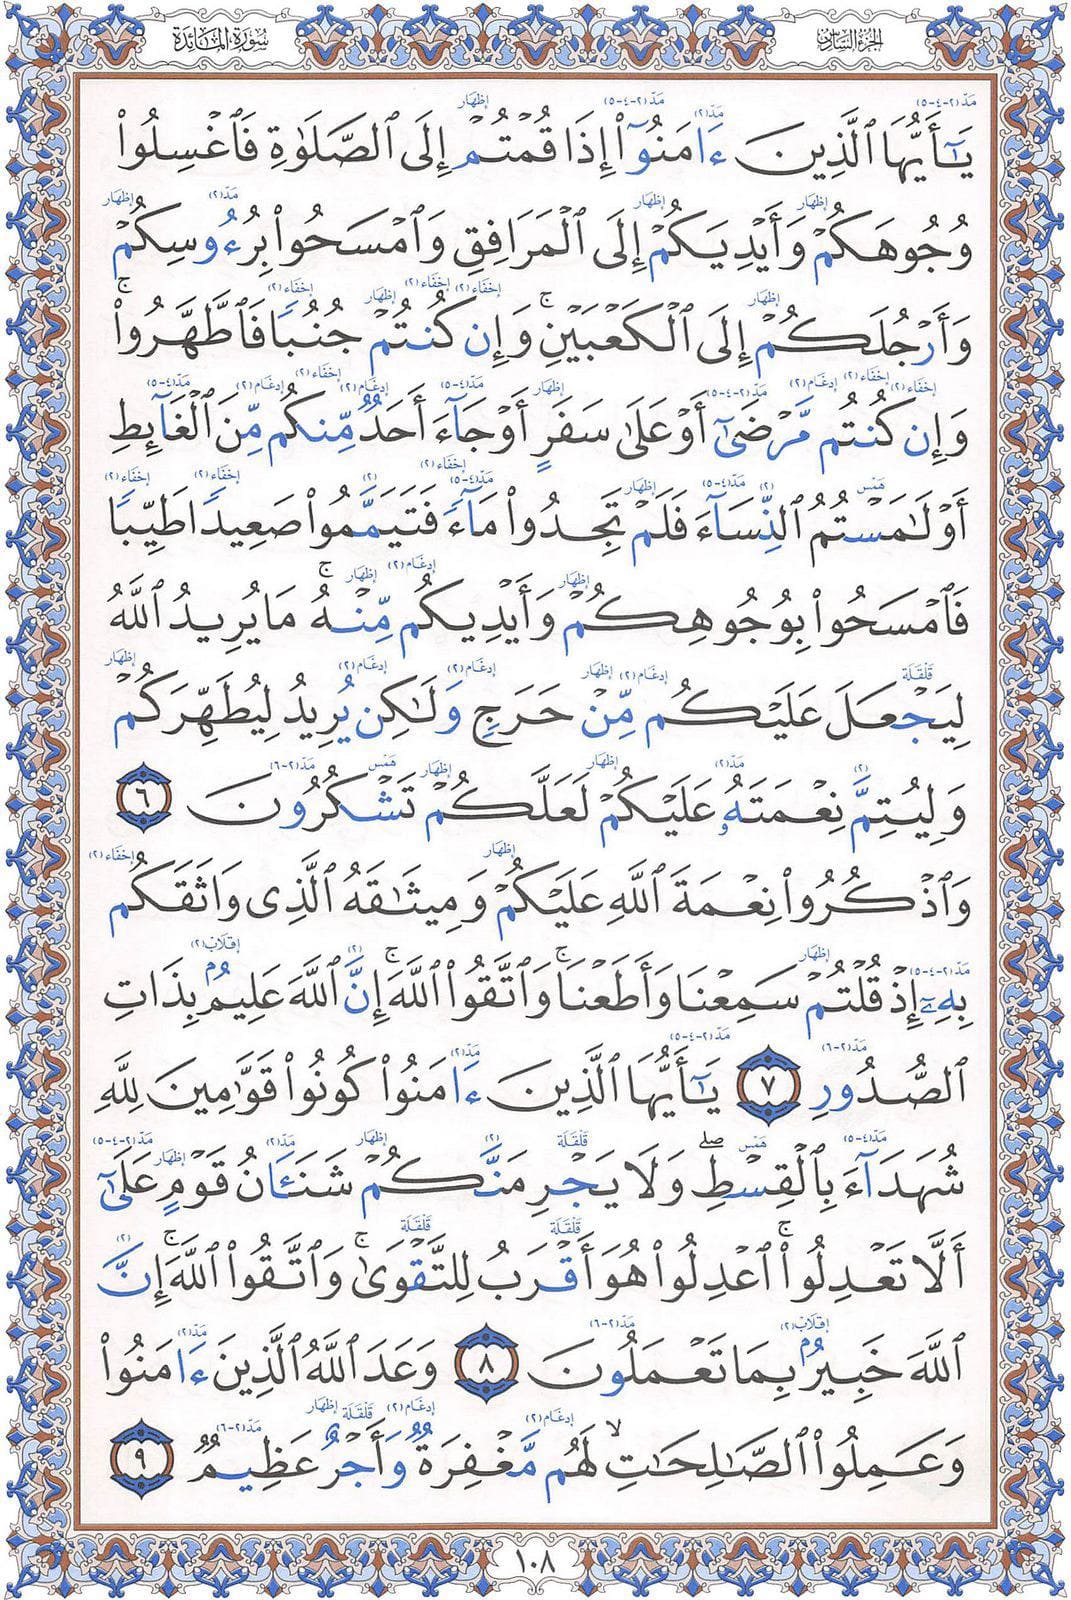 سورة المائدة
الجزء السادس
يَٰٓأَيُّهَا ٱلَّذِينَ ءَامَنُوٓا۟ إِذَا قُمْتُمْ إِلَى ٱلصَّلَوٰةِ فَٱغْسِلُوا۟
وُجُوهَكُمْ وَأَيْدِيَكُمْ إِلَى ٱلْمَرَافِقِ وَٱمْسَحُوا۟ بِرُءُوسِكُمْ
وَأَرْجُلَكُمْ إِلَى ٱلْكَعْبَيْنِ ۚ وَإِن كُنتُمْ جُنُبًا فَٱطَّهَّرُوا۟ ۚ
وَإِن كُنتُم مَّرْضَىٰٓ أَوْ عَلَىٰ سَفَرٍ أَوْ جَآءَ أَحَدٌ مِّنكُم مِّنَ ٱلْغَآئِطِ
أَوْ لَٰمَسْتُمُ ٱلنِّسَآءَ فَلَمْ تَجِدُوا۟ مَآءً فَتَيَمَّمُوا۟ صَعِيدًا طَيِّبًا
فَٱمْسَحُوا۟ بِوُجُوهِكُمْ وَأَيْدِيكُم مِّنْهُ ۚ مَا يُرِيدُ ٱللَّهُ
لِيَجْعَلَ عَلَيْكُم مِّنْ حَرَجٍ وَلَٰكِن يُرِيدُ لِيُطَهِّرَكُمْ
وَلِيُتِمَّ نِعْمَتَهُۥ عَلَيْكُمْ لَعَلَّكُمْ تَشْكُرُونَ ٦
وَٱذْكُرُوا۟ نِعْمَةَ ٱللَّهِ عَلَيْكُمْ وَمِيثَٰقَهُ ٱلَّذِى وَاثَقَكُم
بِهِۦٓ إِذْ قُلْتُمْ سَمِعْنَا وَأَطَعْنَا ۖ وَٱتَّقُوا۟ ٱللَّهَ ۚ إِنَّ ٱللَّهَ عَلِيمٌۢ بِذَاتِ
ٱلصُّدُورِ ٧ يَٰٓأَيُّهَا ٱلَّذِينَ ءَامَنُوا۟ كُونُوا۟ قَوَّٰمِينَ لِلَّهِ
شُهَدَآءَ بِٱلْقِسْطِ ۖ وَلَا يَجْرِمَنَّكُمْ شَنَـَٔانُ قَوْمٍ عَلَىٰٓ
أَلَّا تَعْدِلُوا۟ ۚ ٱعْدِلُوا۟ هُوَ أَقْرَبُ لِلتَّقْوَىٰ ۖ وَٱتَّقُوا۟ ٱللَّهَ ۚ إِنَّ
ٱللَّهَ خَبِيرٌۢ بِمَا تَعْمَلُونَ ٨ وَعَدَ ٱللَّهُ ٱلَّذِينَ ءَامَنُوا۟
وَعَمِلُوا۟ ٱلصَّٰلِحَٰتِ ۙ لَهُم مَّغْفِرَةٌ وَأَجْرٌ عَظِيمٌ ٩
١٠٨